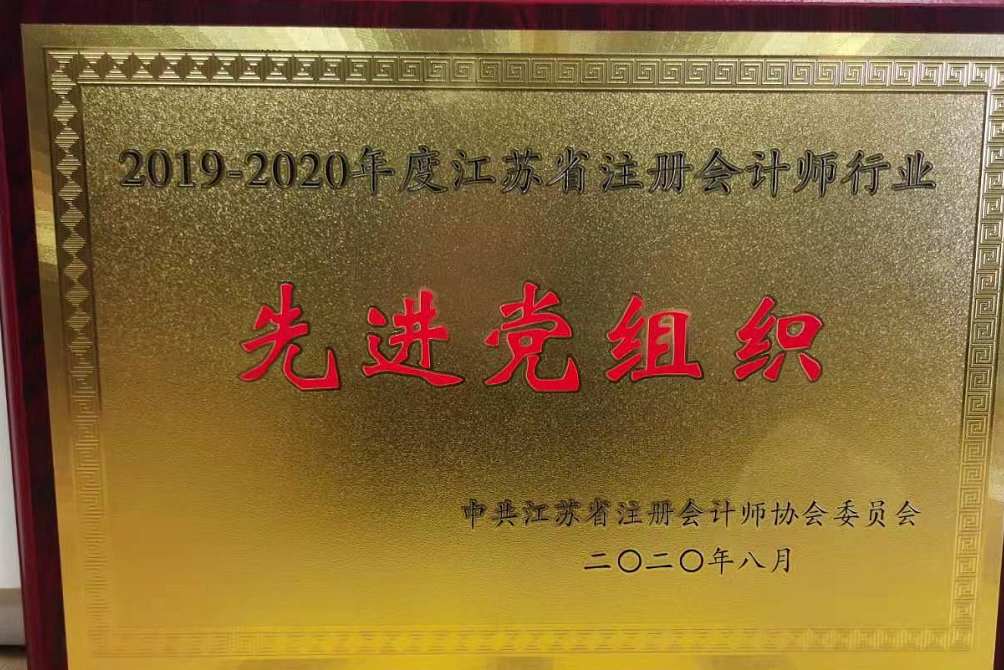 2019-2020年度江苏省注册会计师行业
先进党组织
中共江苏省注册会计师协会委员会
二〇二〇年八月